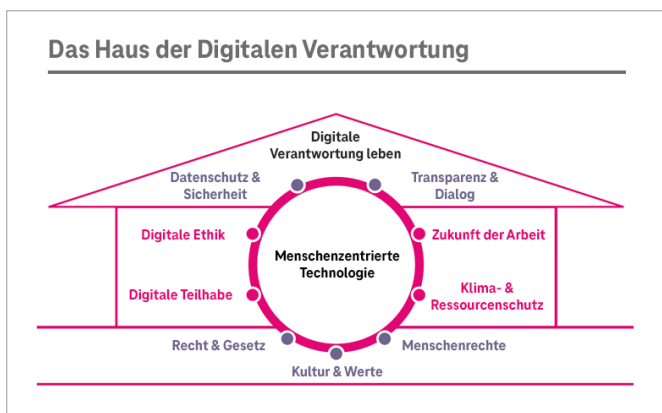 Das Haus der Digitalen Verantwortung
Digitale
Verantwortung leben
Datenschutz &
Sicherheit
Transparenz &
Dialog
Digitale Ethik
Zukunft der Arbeit
Menschenzentrierte
Technologie
Digitale Teilhabe
Klima- &
Ressourcenschutz
Recht & Gesetz
Menschenrechte
Kultur & Werte